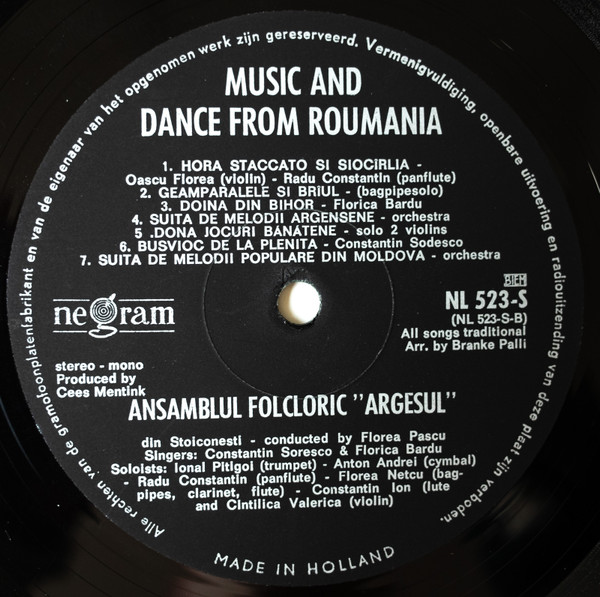 Alle rechten van de gramofoonplatenfabrikant en van de eigenaar van het opgenomen werk zijn gereserveerd. Vermenigvuldiging, openbare uitvoering en radiouitzending van deze plaat zijn verboden.
MUSIC AND
DANCE FROM ROUMANIA
1. HORA STACCATO SI SIOCÎRLIA -
Oascu Florea (violin) - Radu Constantin (panflute)
2. GEAMPARALELE SI BRÎUL - (bagpipesolo)
3. DOINA DIN BIHOR - Florica Bardu
4. SUITA DE MELODII ARGENSENE - orchestra
5 .DONA JOCURI BANÁTENE - solo 2 violins
6. BUSVIOC DE LA PLENITA - Constantin Sodesco
7. SUITA DE MELODII POPULARE DIN MOLDOVA - orchestra
negram
BIEM
NL 523-S
(NL 523-S-B)
All songs traditional
Arr. by Branke Palli
stereo - mono
Produced by
Cees Mentink
ANSAMBLUL FOLCLORIC "ARGESUL"
din Stoiconesti - conducted by Florea Pascu
Singers: Constantin Soresco & Florica Bardu
Soloists: Ional Pitigoi (trumpet) - Anton Andrei (cymbal)
- Radu Constantin (panflute) - Florea Netcu (bag-
pipes, clarinet, flute) - Constantin Ion (lute
and Cintilica Valerica (violin)
MADE IN HOLLAND